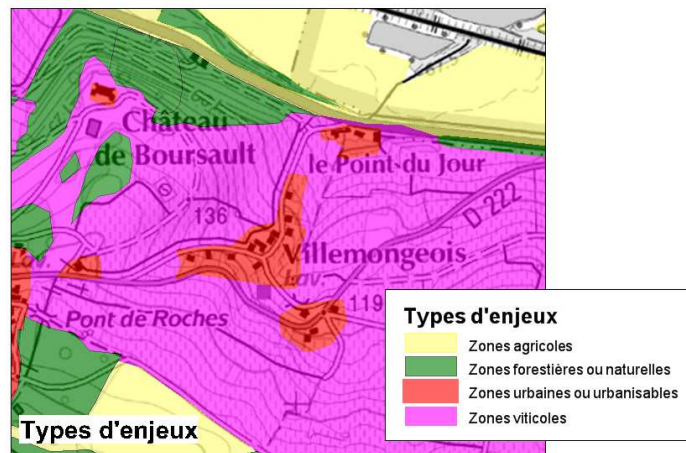 Château
de Boursault
le Point du Jour
136
D 222
Villemongeois
Lav.
119
Pont de Roches
Types d'enjeux
Types d'enjeux
Zones agricoles
Zones forestières ou naturelles
Zones urbaines ou urbanisables
Zones viticoles